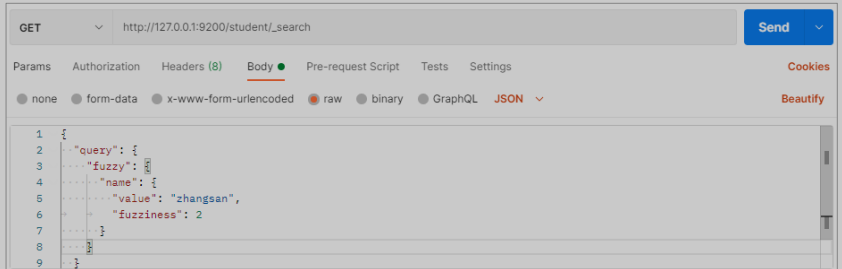 GET http://127.0.0.1:9200/student/_search Send
Params Authorization Headers (8) Body Pre-request Script Tests Settings Cookies
none form-data x-www-form-urlencoded raw binary GraphQL JSON Beautify
1 {
2 "query": {
3 "fuzzy": {
4 "name": {
5 "value": "zhangsan",
6 "fuzziness": 2
7 }
8 }
9 }